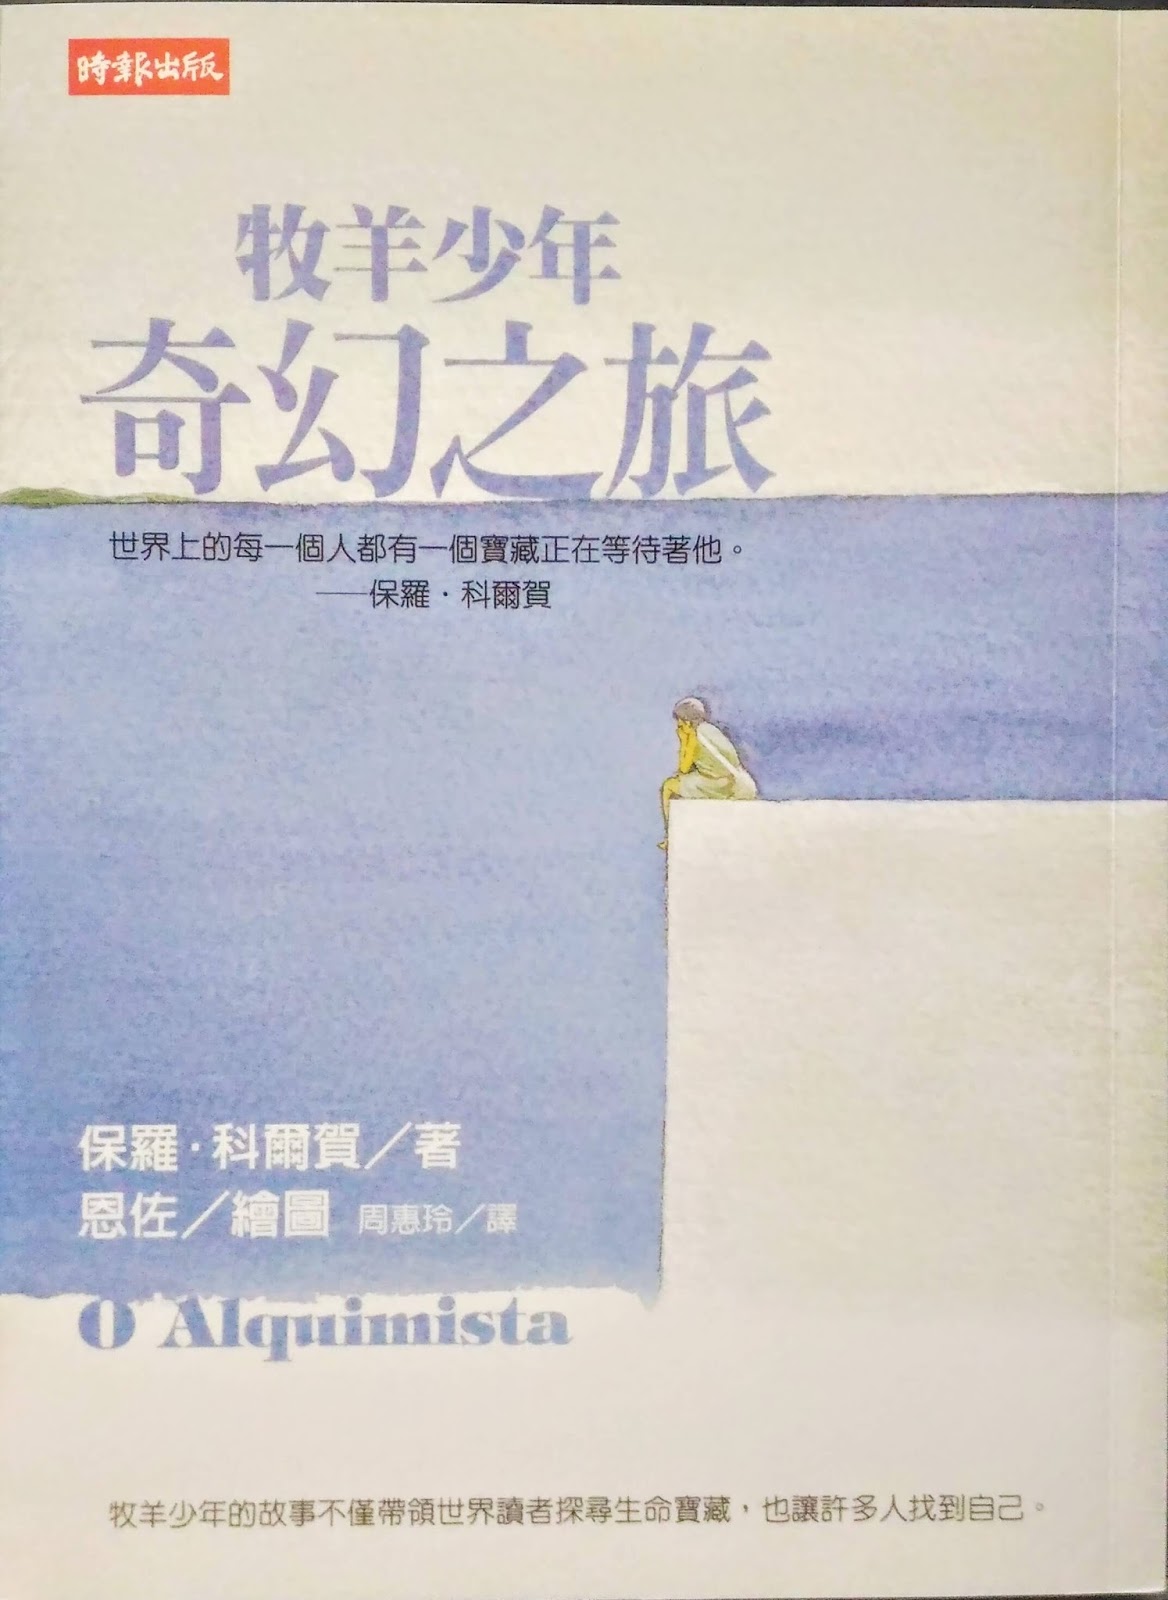 時報出版
牧羊少年
奇幻之旅
世界上的每一個人都有一個寶藏正在等待著他。
──保羅．科爾賀
保羅．科爾賀／著
恩佐／繪圖 周惠玲／譯
O Alquimista
牧羊少年的故事不僅帶領世界讀者探尋生命寶藏，也讓許多人找到自己。